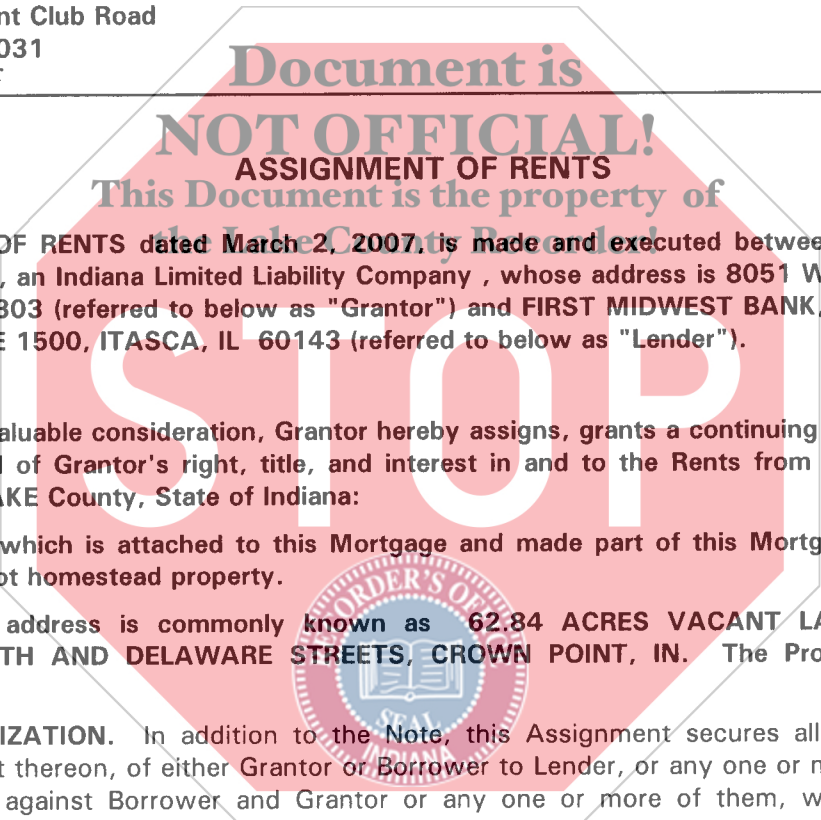 nt Club Road
031
Document is
NOT OFFICIAL!
ASSIGNMENT OF RENTS
This Document is the property of
the Lake County Recorder!
OF RENTS dated March 2, 2007, is made and executed betwee
, an Indiana Limited Liability Company , whose address is 8051 W
303 (referred to below as "Grantor") and FIRST MIDWEST BANK,
E 1500, ITASCA, IL 60143 (referred to below as "Lender").
STOP
aluable consideration, Grantor hereby assigns, grants a continuing
l of Grantor's right, title, and interest in and to the Rents from
AKE County, State of Indiana:
which is attached to this Mortgage and made part of this Mortg
ot homestead property.
address is commonly known as 62.84 ACRES VACANT LA
TH AND DELAWARE STREETS, CROWN POINT, IN. The Pro
RECORDER'S OFFICE
SEAL
INDIANA
IZATION. In addition to the Note, this Assignment secures all
t thereon, of either Grantor or Borrower to Lender, or any one or m
against Borrower and Grantor or any one or more of them, w